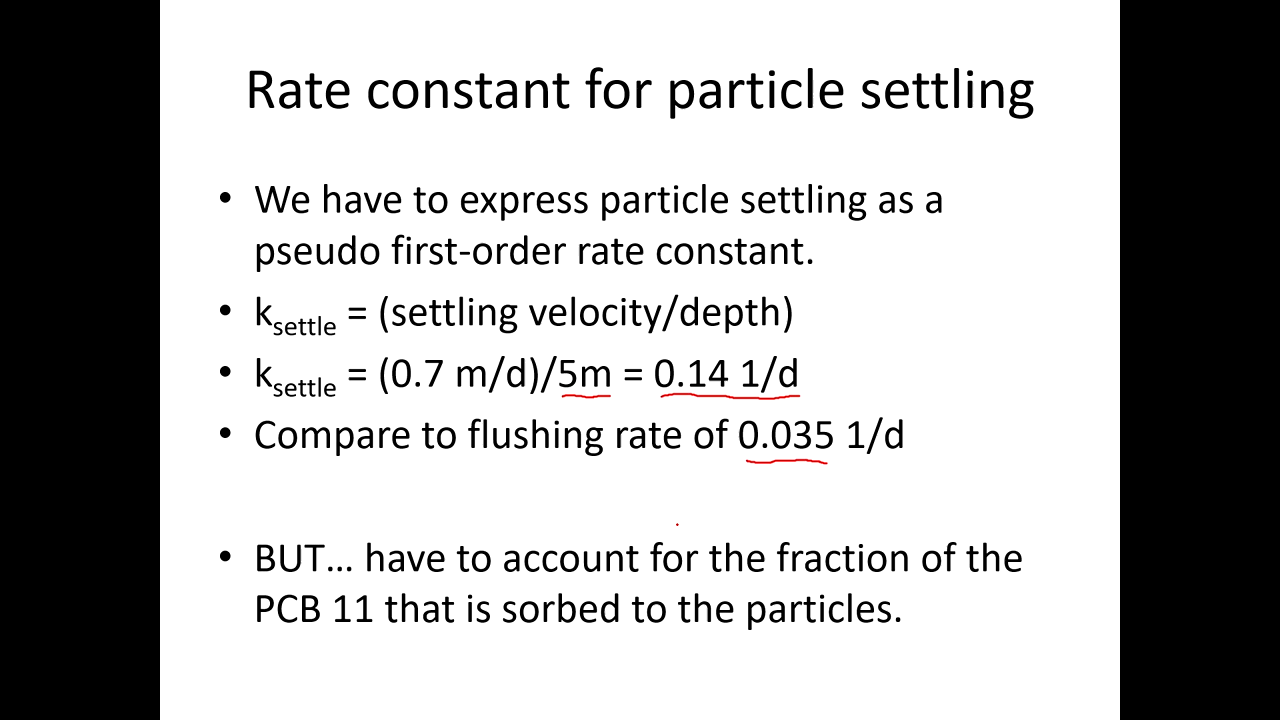 Rate constant for particle settling
• We have to express particle settling as a
pseudo first-order rate constant.
• k_settle = (settling velocity/depth)
• k_settle = (0.7 m/d)/5m = 0.14 1/d
• Compare to flushing rate of 0.035 1/d
• BUT… have to account for the fraction of the
PCB 11 that is sorbed to the particles.